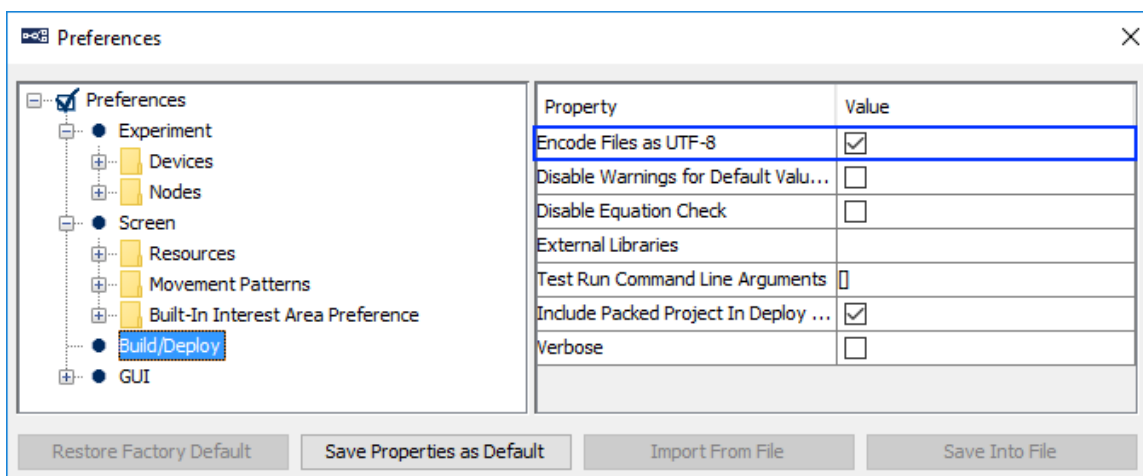 Preferences
Preferences
Experiment
Devices
Nodes
Screen
Resources
Movement Patterns
Built-In Interest Area Preference
Build/Deploy
GUI
Property Value
Encode Files as UTF-8
Disable Warnings for Default Valu...
Disable Equation Check
External Libraries
Test Run Command Line Arguments []
Include Packed Project In Deploy ...
Verbose
Restore Factory Default Save Properties as Default Import From File Save Into File